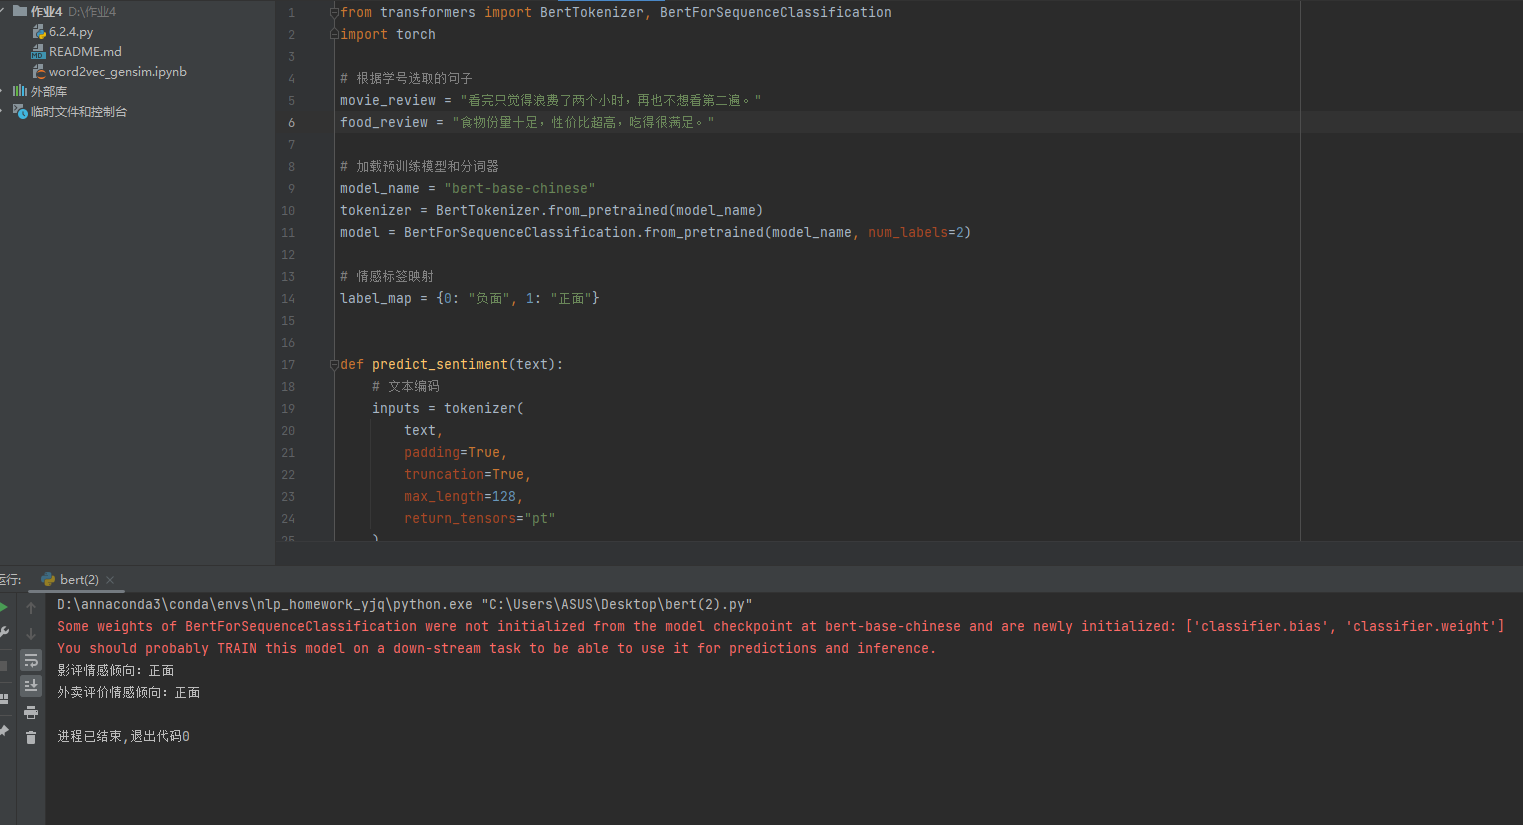 作业4 D:\作业4
6.2.4.py
README.md
word2vec_gensim.ipynb
外部库
临时文件和控制台
1 from transformers import BertTokenizer, BertForSequenceClassification
2 import torch
3
4 # 根据学号选取的句子
5 movie_review = "看完只觉得浪费了两个小时，再也不想看第二遍。"
6 food_review = "食物份量十足，性价比超高，吃得很满足。"
7
8 # 加载预训练模型和分词器
9 model_name = "bert-base-chinese"
10 tokenizer = BertTokenizer.from_pretrained(model_name)
11 model = BertForSequenceClassification.from_pretrained(model_name, num_labels=2)
12
13 # 情感标签映射
14 label_map = {0: "负面", 1: "正面"}
15
16
17 def predict_sentiment(text):
18 # 文本编码
19 inputs = tokenizer(
20 text,
21 padding=True,
22 truncation=True,
23 max_length=128,
24 return_tensors="pt"
25 )
运行: bert(2)
D:\annaconda3\conda\envs\nlp_homework_yjq\python.exe "C:\Users\ASUS\Desktop\bert(2).py"
Some weights of BertForSequenceClassification were not initialized from the model checkpoint at bert-base-chinese and are newly initialized: ['classifier.bias', 'classifier.weight']
You should probably TRAIN this model on a down-stream task to be able to use it for predictions and inference.
影评情感倾向: 正面
外卖评价情感倾向: 正面
进程已结束,退出代码0